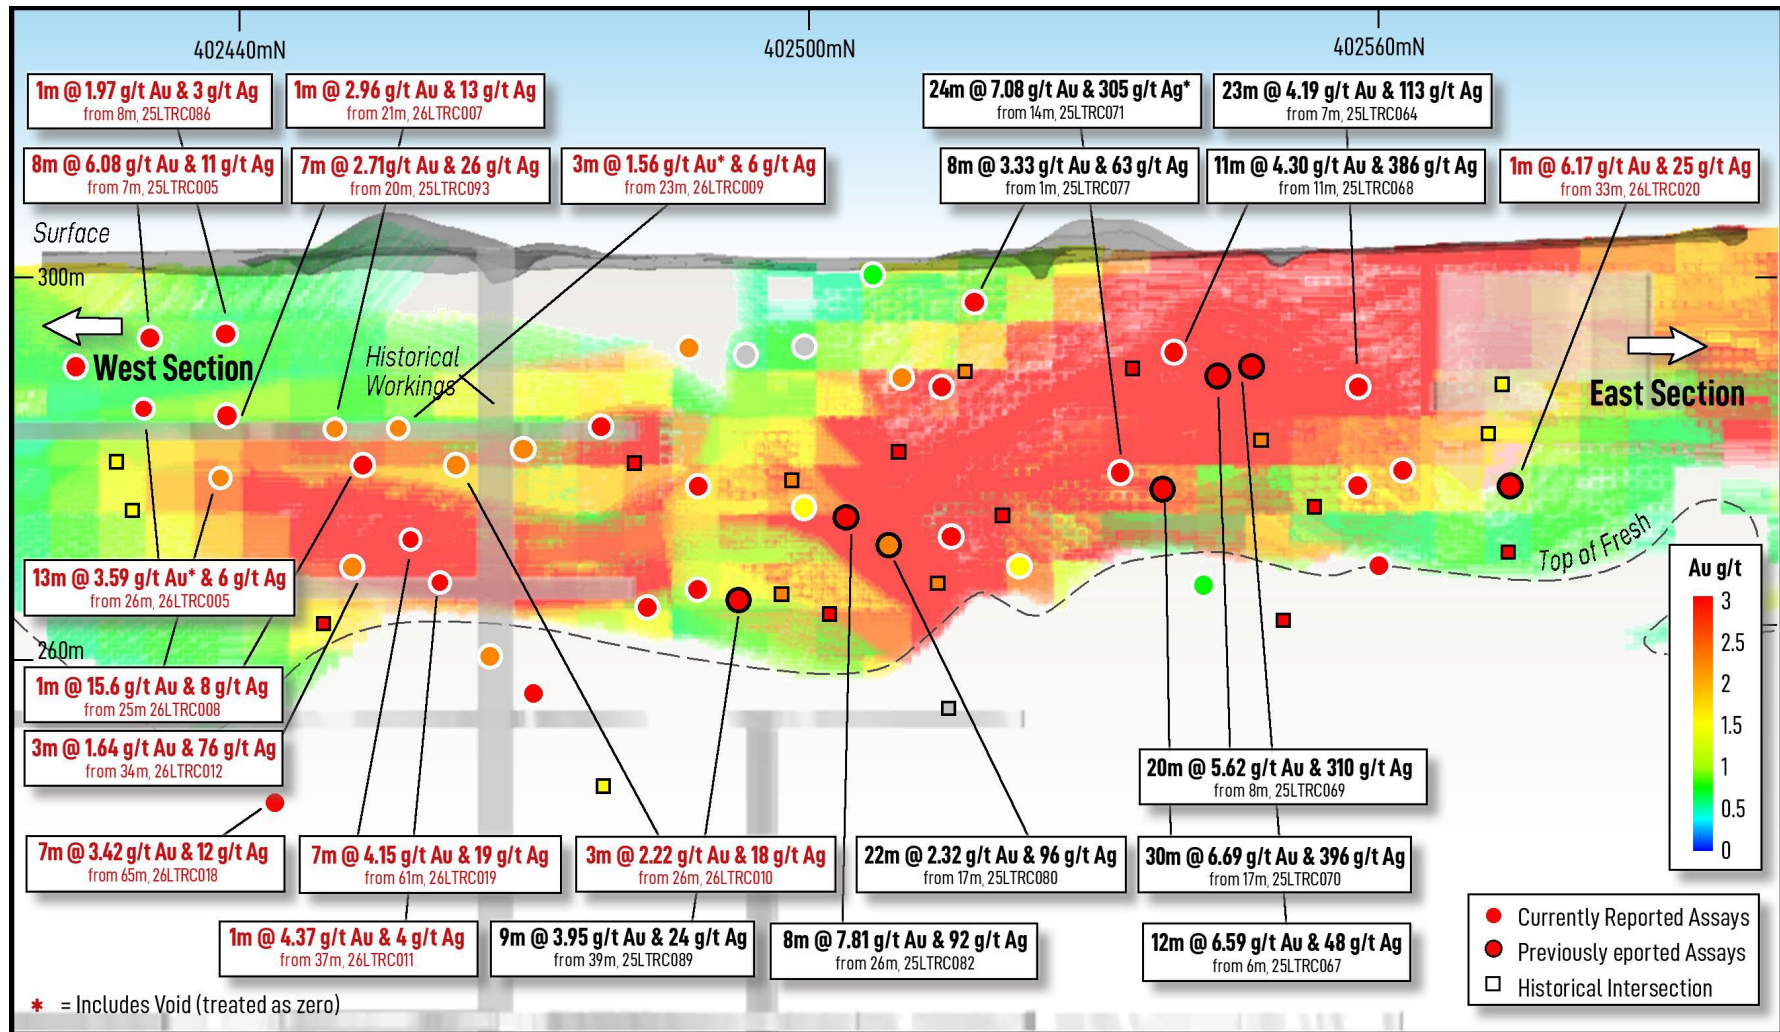 402440mN
402500mN
402560mN
1m @ 1.97 g/t Au & 3 g/t Ag
from 8m, 25LTRC086
1m @ 2.96 g/t Au & 13 g/t Ag
from 21m, 26LTRC007
24m @ 7.08 g/t Au & 305 g/t Ag*
from 14m, 25LTRC071
23m @ 4.19 g/t Au & 113 g/t Ag
from 7m, 25LTRC064
8m @ 6.08 g/t Au & 11 g/t Ag
from 7m, 25LTRC005
7m @ 2.71g/t Au & 26 g/t Ag
from 20m, 25LTRC093
3m @ 1.56 g/t Au* & 6 g/t Ag
from 23m, 26LTRC009
8m @ 3.33 g/t Au & 63 g/t Ag
from 1m, 25LTRC077
11m @ 4.30 g/t Au & 386 g/t Ag
from 11m, 25LTRC068
1m @ 6.17 g/t Au & 25 g/t Ag
from 33m, 26LTRC020
Surface
300m
West Section
Historical
Workings
East Section
Top of Fresh
13m @ 3.59 g/t Au* & 6 g/t Ag
from 26m, 26LTRC005
260m
1m @ 15.6 g/t Au & 8 g/t Ag
from 25m 26LTRC008
3m @ 1.64 g/t Au & 76 g/t Ag
from 34m, 26LTRC012
20m @ 5.62 g/t Au & 310 g/t Ag
from 8m, 25LTRC069
7m @ 3.42 g/t Au & 12 g/t Ag
from 65m, 26LTRC018
7m @ 4.15 g/t Au & 19 g/t Ag
from 61m, 26LTRC019
3m @ 2.22 g/t Au & 18 g/t Ag
from 26m, 26LTRC010
22m @ 2.32 g/t Au & 96 g/t Ag
from 17m, 25LTRC080
30m @ 6.69 g/t Au & 396 g/t Ag
from 17m, 25LTRC070
1m @ 4.37 g/t Au & 4 g/t Ag
from 37m, 26LTRC011
9m @ 3.95 g/t Au & 24 g/t Ag
from 39m, 25LTRC089
8m @ 7.81 g/t Au & 92 g/t Ag
from 26m, 25LTRC082
12m @ 6.59 g/t Au & 48 g/t Ag
from 6m, 25LTRC067
Au g/t
3
2.5
2
1.5
1
0.5
0
Currently Reported Assays
Previously eported Assays
Historical Intersection
* = Includes Void (treated as zero)